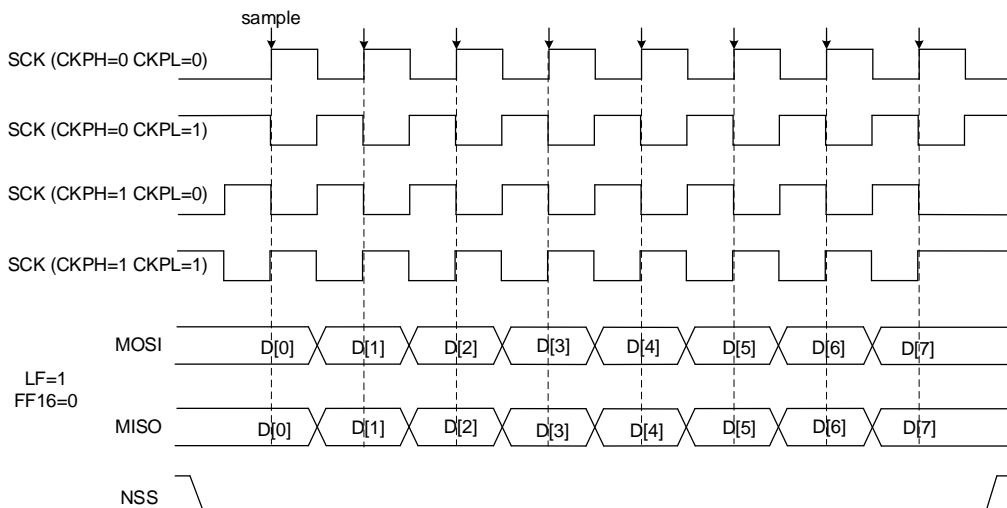 sample
SCK (CKPH=0 CKPL=0)
SCK (CKPH=0 CKPL=1)
SCK (CKPH=1 CKPL=0)
SCK (CKPH=1 CKPL=1)
MOSI
D[0] D[1] D[2] D[3] D[4] D[5] D[6] D[7]
LF=1
FF16=0
MISO
D[0] D[1] D[2] D[3] D[4] D[5] D[6] D[7]
NSS